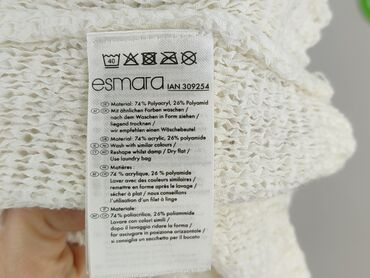 40
esmara IAN 309254
Material: 74% Polyacryl, 26% Polyamid
Mit ähnlichen Farben waschen /
nach dem Waschen in Form ziehen /
liegend trocknen /
wir empfehlen einen Wäschebeutel
Material: 74% acrylic, 26% polyamide
Wash with similar colours /
Reshape whilst damp / Dry flat /
Use laundry bag
Matières :
74 % acrylique, 26 % polyamide
Laver avec des couleurs similaires /
remettre en forme après le lavage /
sécher à plat /
l'utilisation d'un filet à linge
Materiale:
74% poliacrilica, 26% poliammide
Lavare con colori simili /
dopo il lavaggio ridare la forma /
far asciugare in posizione orizzontale /
si consiglia un sacchetto per il bucato